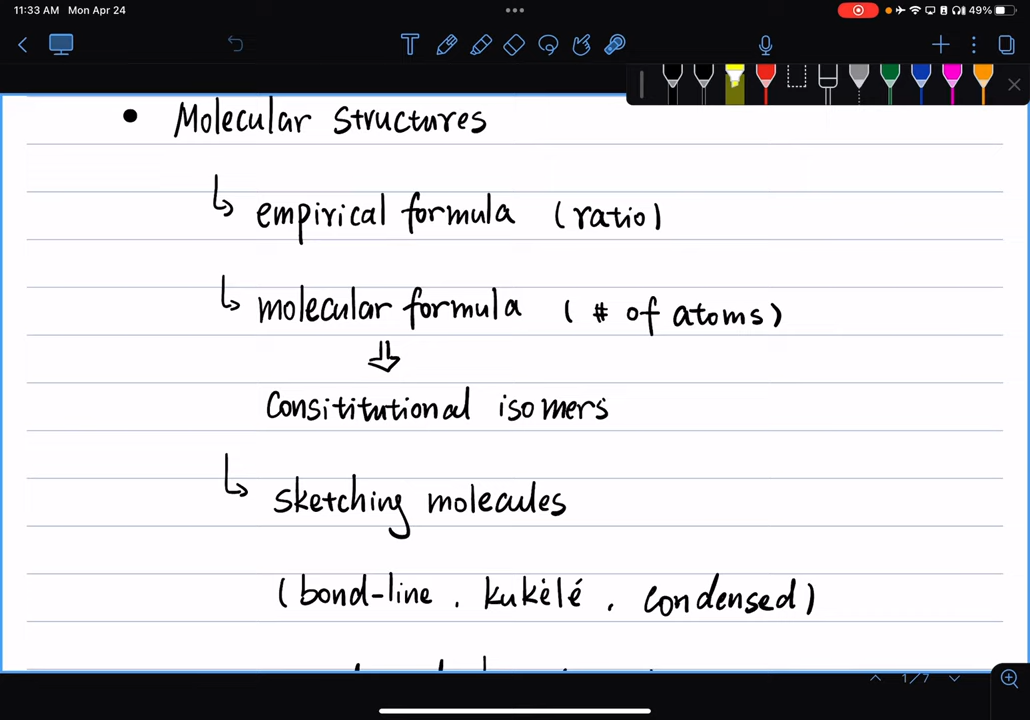 11:33 AM Mon Apr 24
49%
T
• Molecular structures
↳ empirical formula (ratio)
↳ molecular formula ( # of atoms)
⇩
Consititutional isomers
↳ sketching molecules
(bond-line , kukėlé , condensed)
1/7